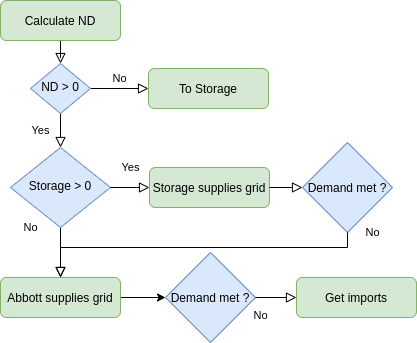 Calculate ND
ND > 0
No
To Storage
Yes
Storage > 0
Yes
Storage supplies grid
Demand met ?
No
No
Abbott supplies grid
Demand met ?
No
Get imports